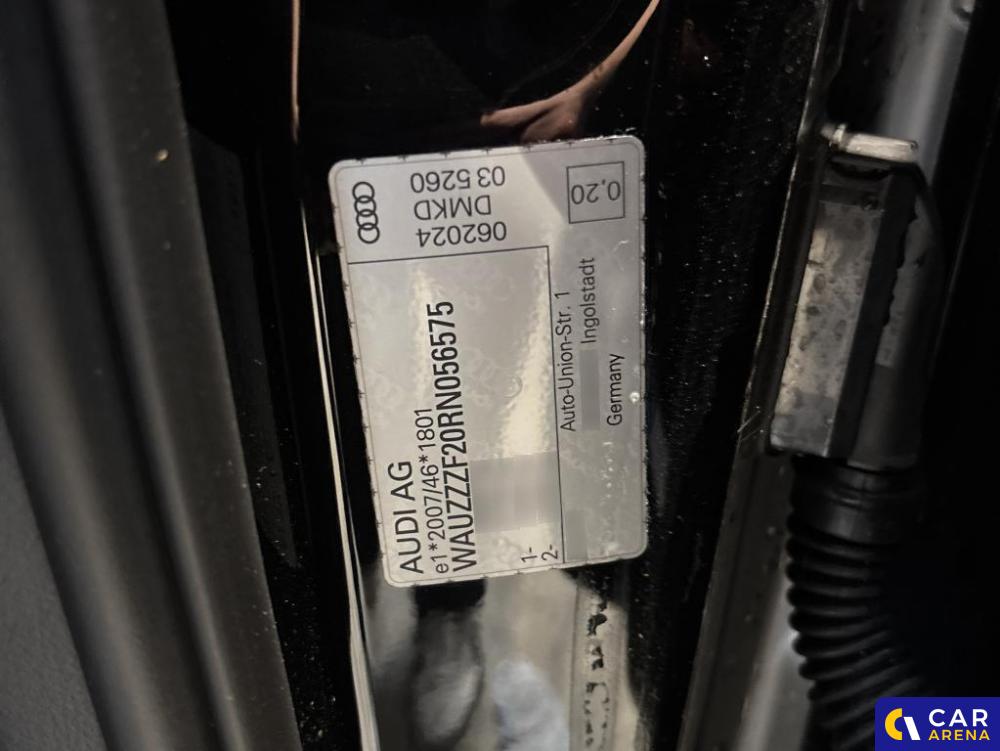 AUDI AG
e1*2007/46*1801
WAUZZZF20RN056575
1-
2-
Auto-Union-Str. 1
Ingolstadt
Germany
062024
DMKD
03 5260
0,20
CAR
ARENA